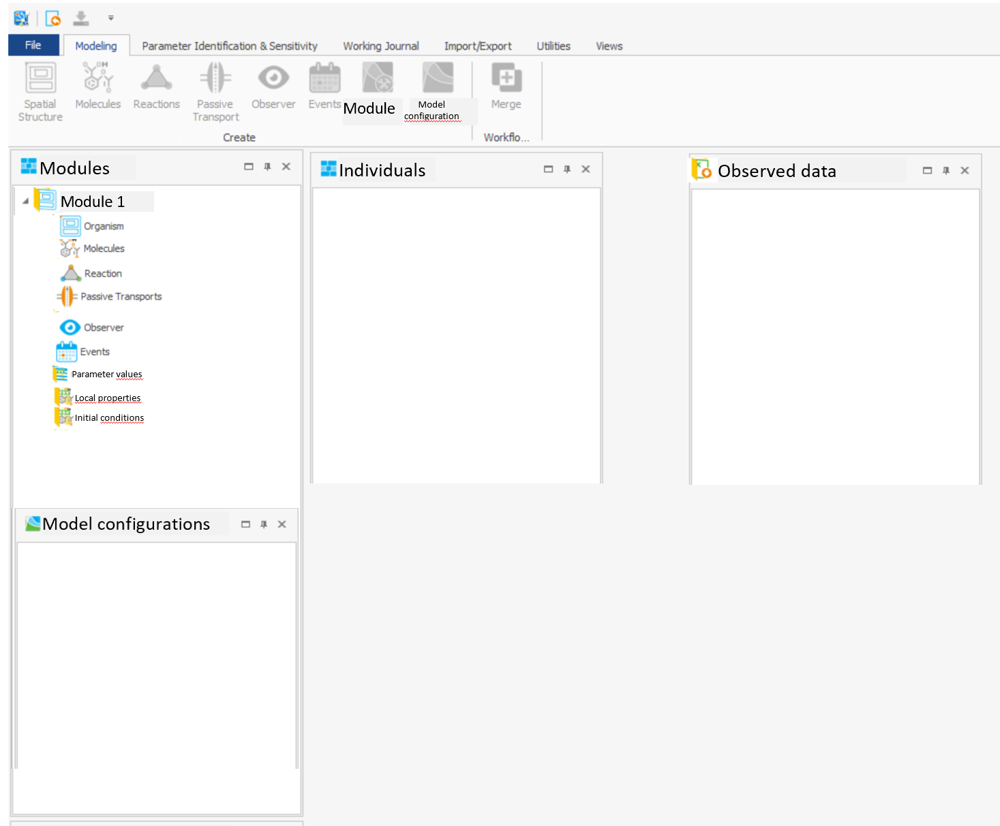 File
Modeling
Parameter Identification & Sensitivity
Working Journal
Import/Export
Utilities
Views
Spatial
Structure
Molecules
Reactions
Passive
Transport
Observer
Events
Module
Model
configuration
Merge
Create
Workflo...
Modules
Individuals
Observed data
Module 1
Organism
Molecules
Reaction
Passive Transports
Observer
Events
Parameter values
Local properties
Initial conditions
Model configurations